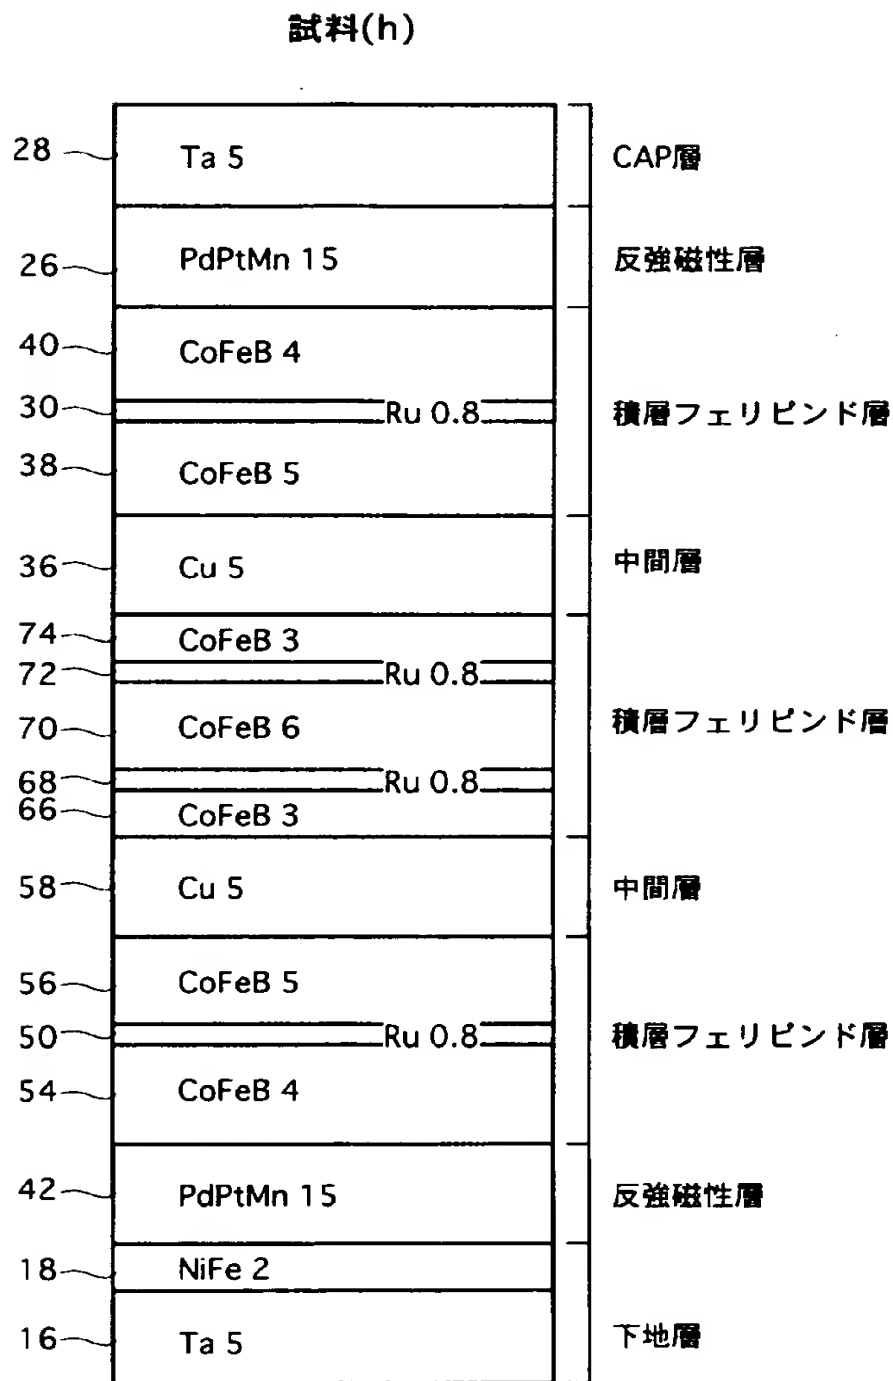 試料(h)
28 Ta 5 CAP層
26 PdPtMn 15 反強磁性層
40 CoFeB 4
30 Ru 0.8 積層フェリピンド層
38 CoFeB 5
36 Cu 5 中間層
74 CoFeB 3
72 Ru 0.8
70 CoFeB 6 積層フェリピンド層
68 Ru 0.8
66 CoFeB 3
58 Cu 5 中間層
56 CoFeB 5
50 Ru 0.8 積層フェリピンド層
54 CoFeB 4
42 PdPtMn 15 反強磁性層
18 NiFe 2
16 Ta 5 下地層